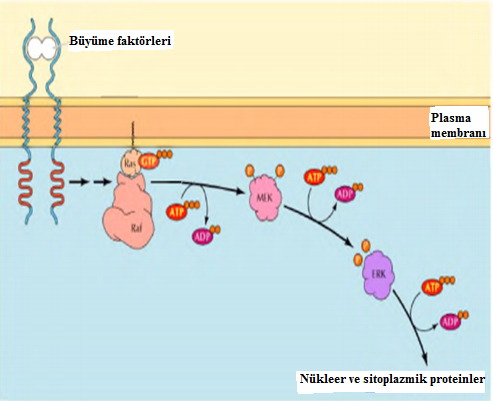 Büyüme faktörleri
Plasma
membranı
Ras
GTP
Raf
ATP
ADP
MEK
ATP
ADP
ERK
ATP
ADP
Nükleer ve sitoplazmik proteinler